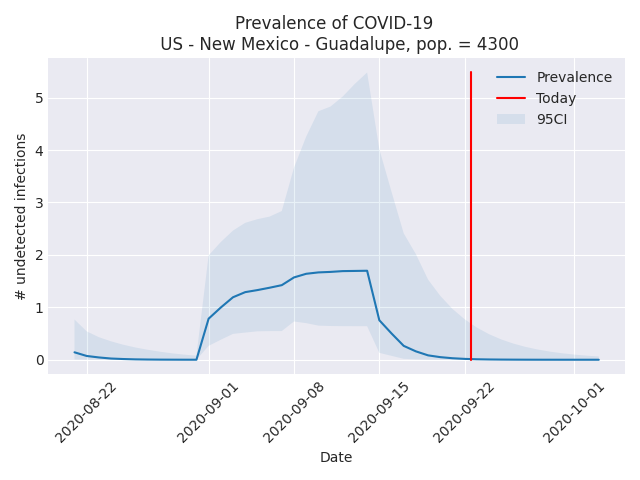 Prevalence of COVID-19
US - New Mexico - Guadalupe, pop. = 4300
Prevalence
Today
95CI
# undetected infections
5
4
3
2
1
0
2020-08-22
2020-09-01
2020-09-08
2020-09-15
2020-09-22
2020-10-01
Date